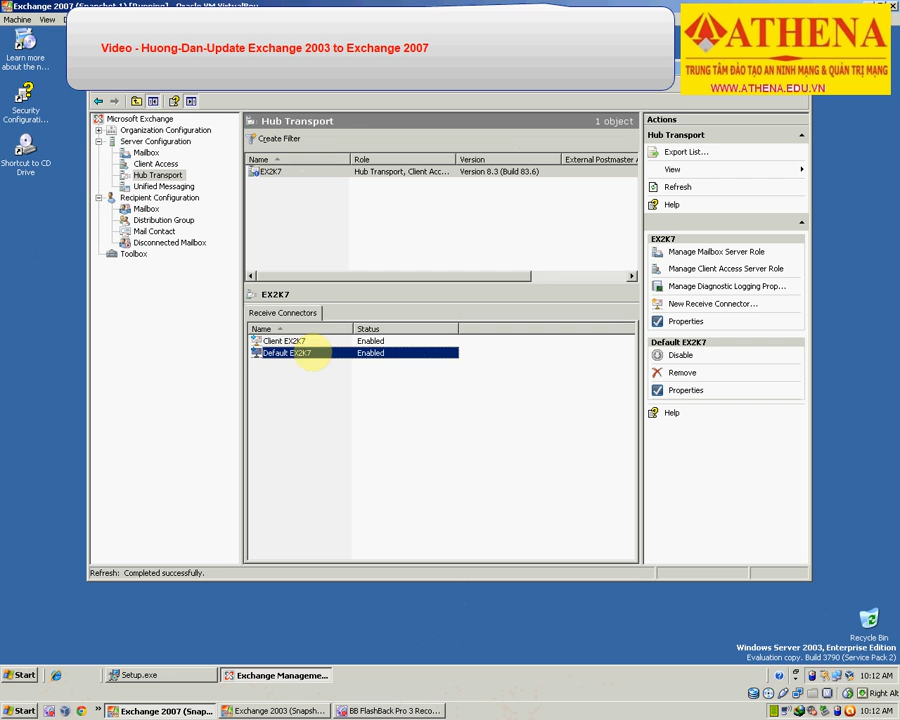 Exchange 2007 (Snapshot 1) [Running] - Oracle VM VirtualBox
Machine View
Video - Huong-Dan-Update Exchange 2003 to Exchange 2007
ATHENA
TRUNG TÂM ĐÀO TẠO AN NINH MẠNG & QUẢN TRỊ MẠNG
WWW.ATHENA.EDU.VN
Learn more
about the n...
Security
Configurati...
Shortcut to CD
Drive
Microsoft Exchange
Organization Configuration
Server Configuration
Mailbox
Client Access
Hub Transport
Unified Messaging
Recipient Configuration
Mailbox
Distribution Group
Mail Contact
Disconnected Mailbox
Toolbox
Hub Transport 1 object
Create Filter
Name Role Version External Postmaster A
EX2K7 Hub Transport, Client Acc... Version 8.3 (Build 83.6)
EX2K7
Receive Connectors
Name Status
Client EX2K7 Enabled
Default EX2K7 Enabled
Actions
Hub Transport
Export List...
View
Refresh
Help
EX2K7
Manage Mailbox Server Role
Manage Client Access Server Role
Manage Diagnostic Logging Prop...
New Receive Connector...
Properties
Default EX2K7
Disable
Remove
Properties
Help
Refresh: Completed successfully.
Recycle Bin
Windows Server 2003, Enterprise Edition
Evaluation copy. Build 3790 (Service Pack 2)
Start Setup.exe Exchange Manageme... 10:12 AM
Right Alt
Start Exchange 2007 (Snap... Exchange 2003 (Snapsh... BB FlashBack Pro 3 Reco... 10:12 AM